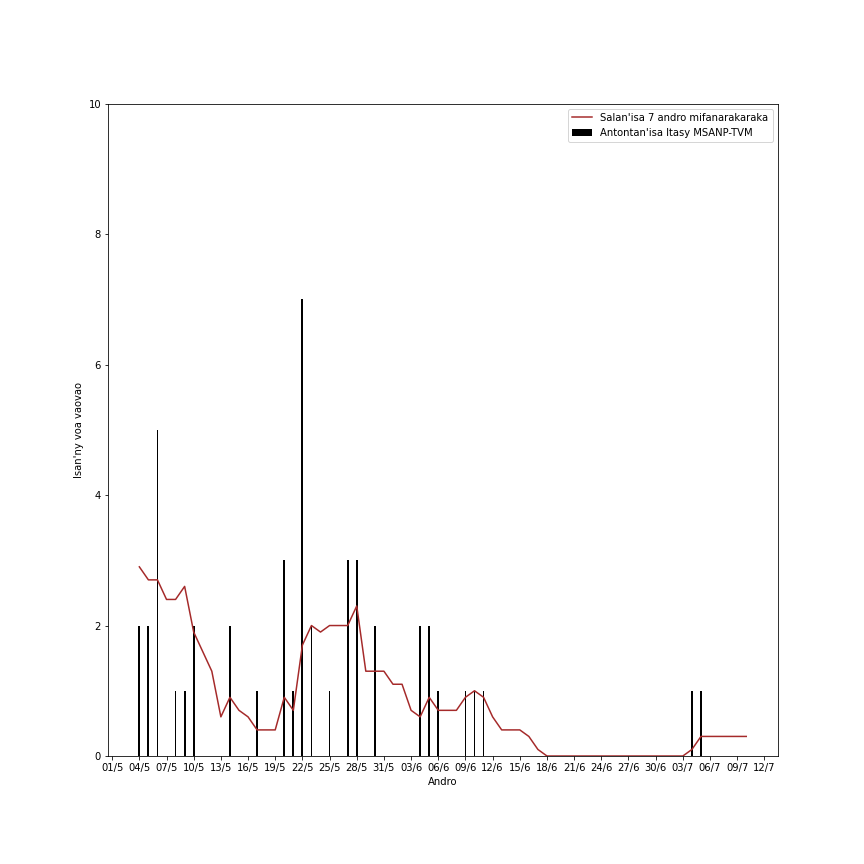 Salan'isa 7 andro mifanarakaraka
Antontan'isa Itasy MSANP-TVM
10
8
6
4
2
0
Isan'ny voa vaovao
01/5 04/5 07/5 10/5 13/5 16/5 19/5 22/5 25/5 28/5 31/5 03/6 06/6 09/6 12/6 15/6 18/6 21/6 24/6 27/6 30/6 03/7 06/7 09/7 12/7
Andro